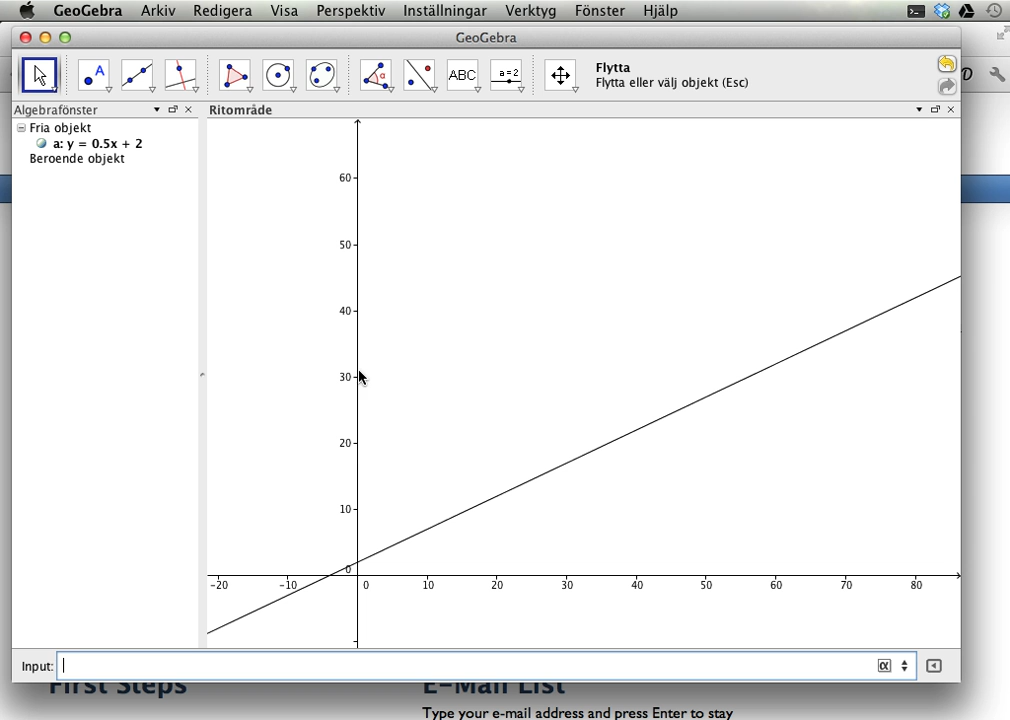 GeoGebra Arkiv Redigera Visa Perspektiv Inställningar Verktyg Fönster Hjälp
GeoGebra
A
α
ABC
a=2
Flytta
Flytta eller välj objekt (Esc)
Algebrafönster
Ritområde
Fria objekt
a: y = 0.5x + 2
Beroende objekt
60
50
40
30
20
10
0
-20 -10 0 10 20 30 40 50 60 70 80
Input:
α
First Steps E-Mail List
Type your e-mail address and press Enter to stay